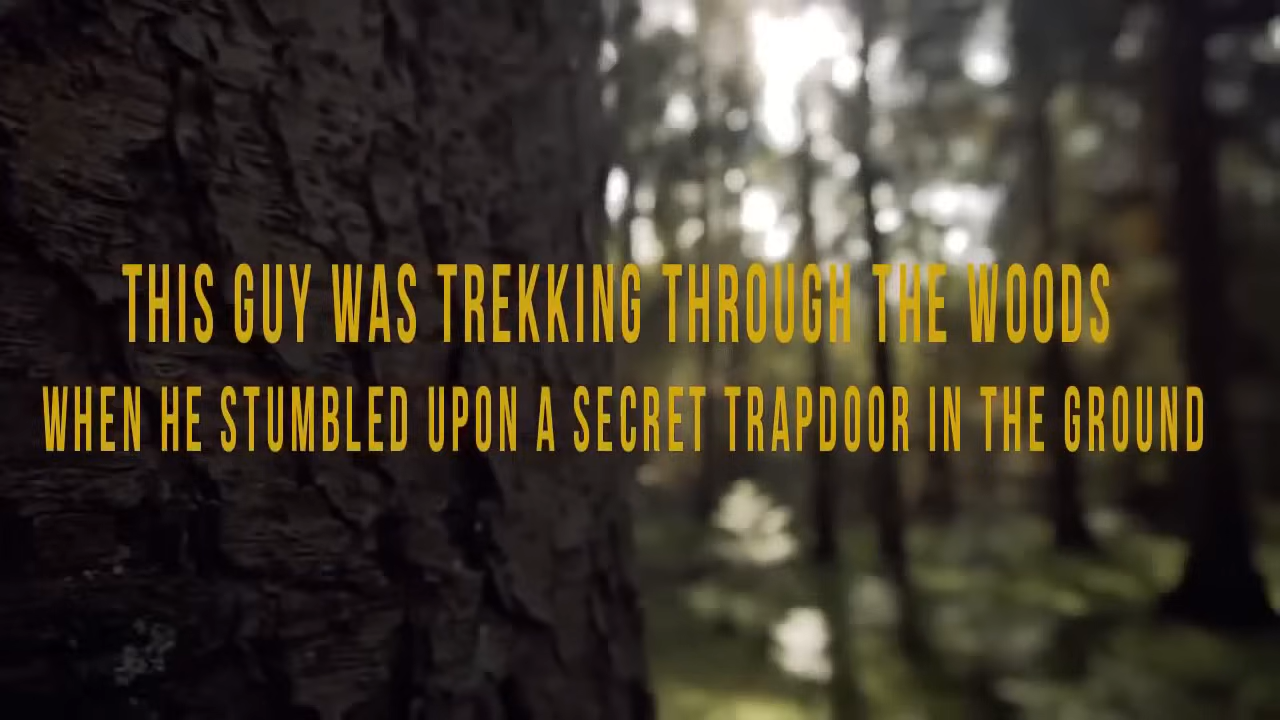 THIS GUY WAS TREKKING THROUGH THE WOODS
WHEN HE STUMBLED UPON A SECRET TRAPDOOR IN THE GROUND